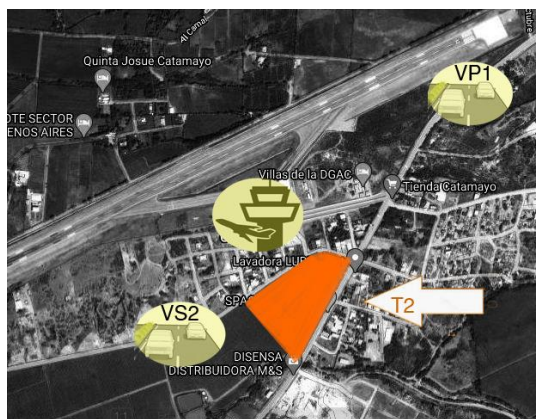 Al Carmal
Quinta Josue Catamayo
VP1
OTE SECTOR
ENOS AIRES
Villas de la DGAC
Tienda Catamayo
Lavadora LUB
SPA
T2
VS2
DISENSA
DISTRIBUIDORA M&S